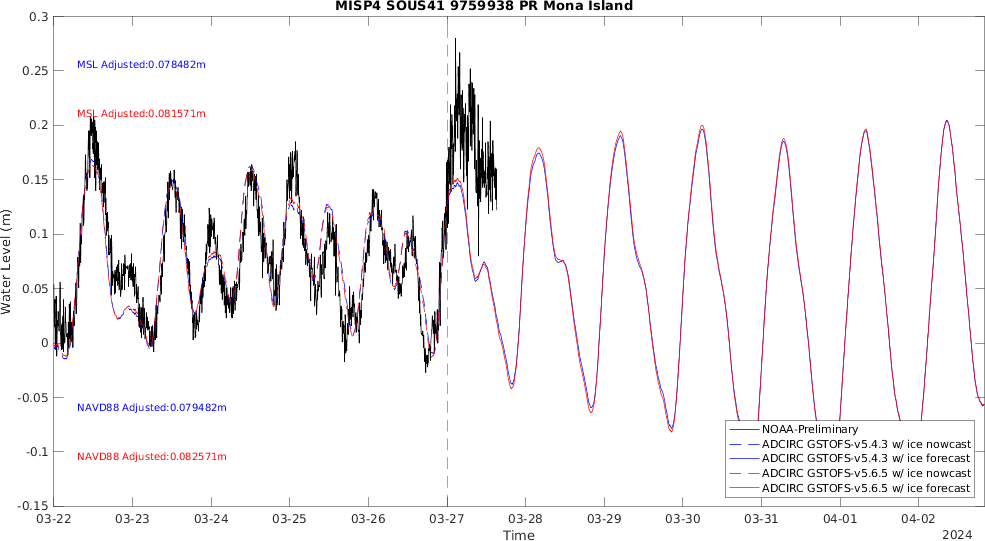 MISP4 SOUS41 9759938 PR Mona Island
0.3
0.25
0.2
0.15
0.1
0.05
0
-0.05
-0.1
-0.15
Water Level (m)
MSL Adjusted:0.078482m
MSL Adjusted:0.081571m
NAVD88 Adjusted:0.079482m
NAVD88 Adjusted:0.082571m
NOAA-Preliminary
ADCIRC GSTOFS-v5.4.3 w/ ice nowcast
ADCIRC GSTOFS-v5.4.3 w/ ice forecast
ADCIRC GSTOFS-v5.6.5 w/ ice nowcast
ADCIRC GSTOFS-v5.6.5 w/ ice forecast
03-22 03-23 03-24 03-25 03-26 03-27 03-28 03-29 03-30 03-31 04-01 04-02
Time
2024